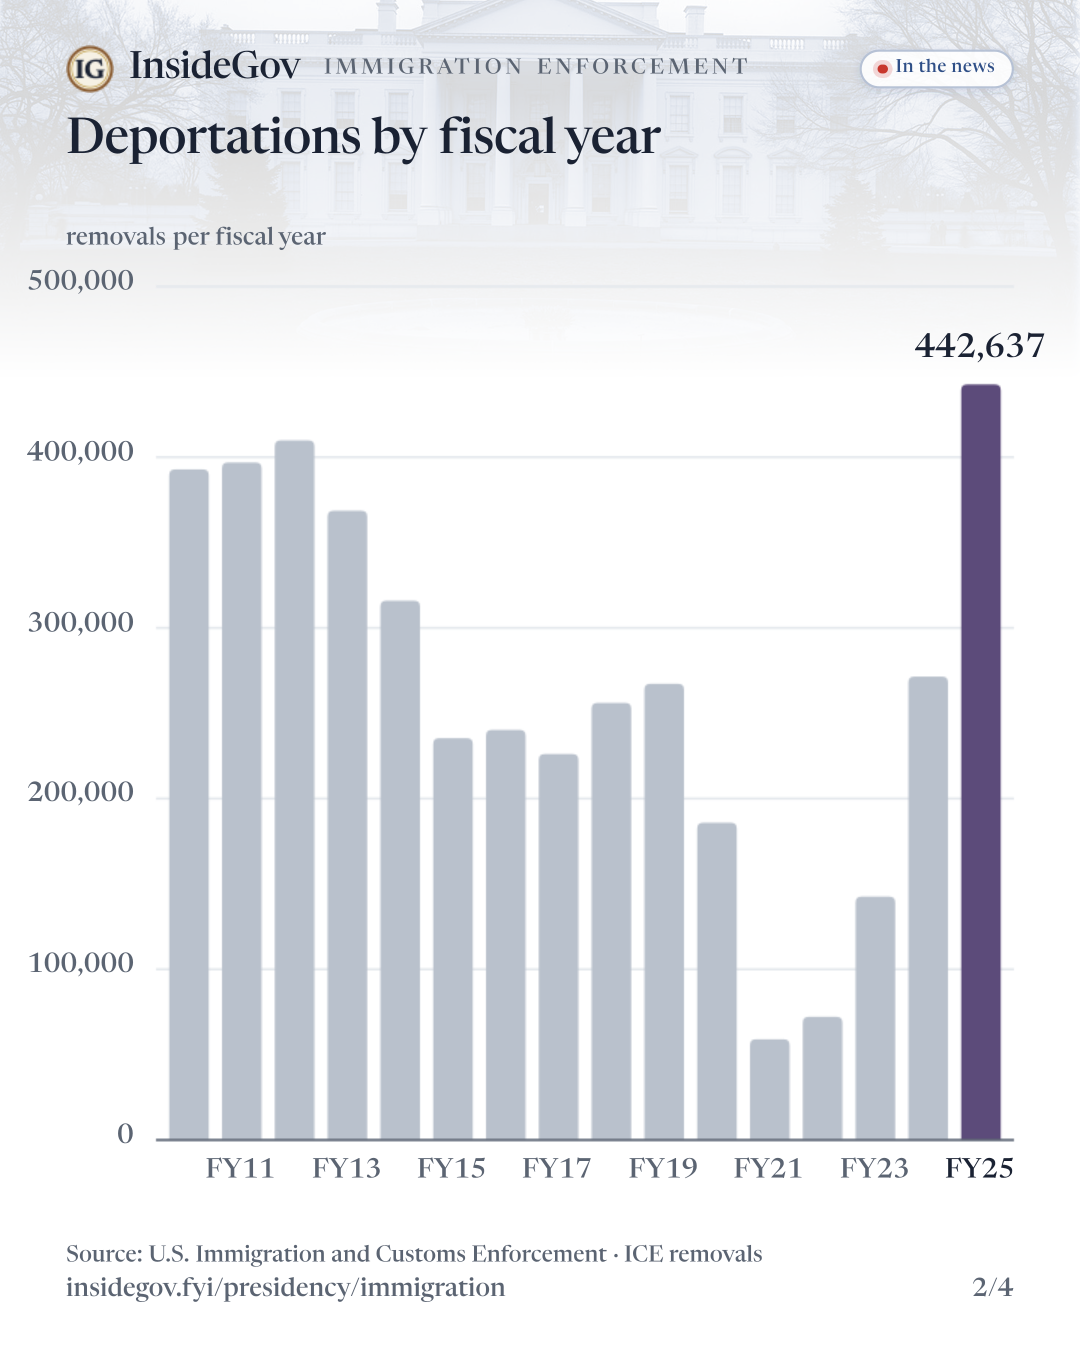 IG InsideGov IMMIGRATION ENFORCEMENT In the news
Deportations by fiscal year
removals per fiscal year
500,000
442,637
400,000
300,000
200,000
100,000
0
FY11 FY13 FY15 FY17 FY19 FY21 FY23 FY25
Source: U.S. Immigration and Customs Enforcement · ICE removals
insidegov.fyi/presidency/immigration 2/4